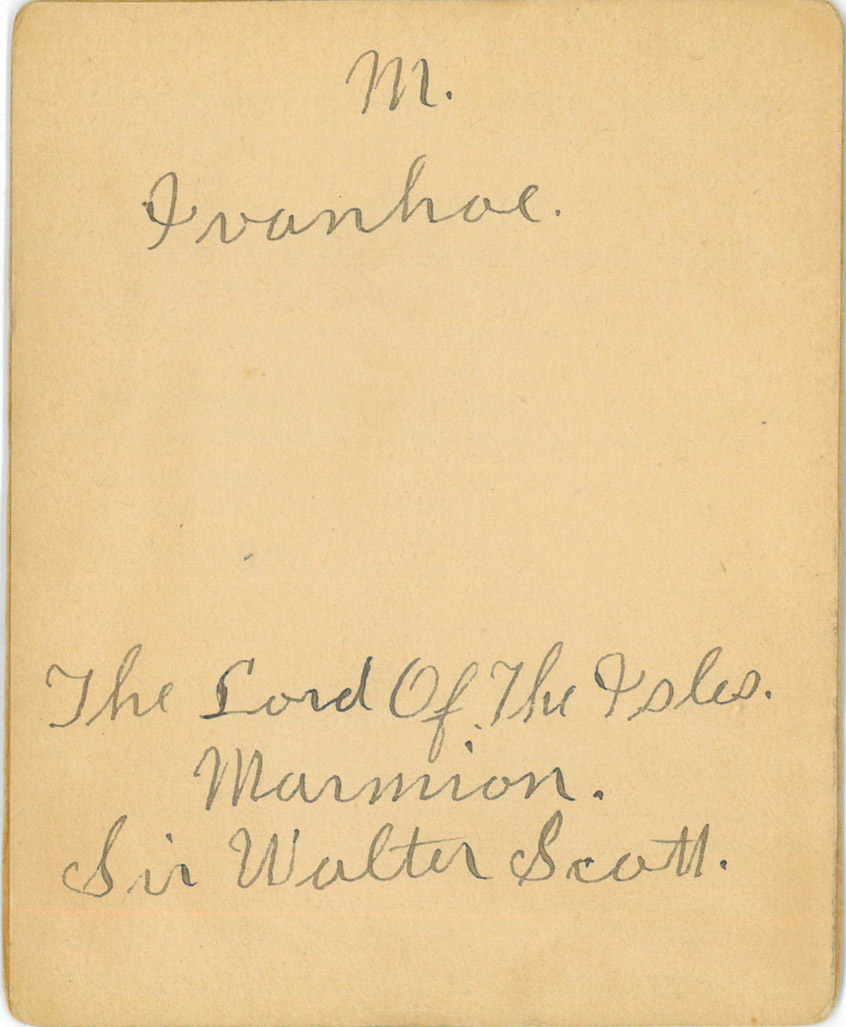 M.
Ivanhoe.
The Lord Of The Isles.
Marmion.
Sir Walter Scott.